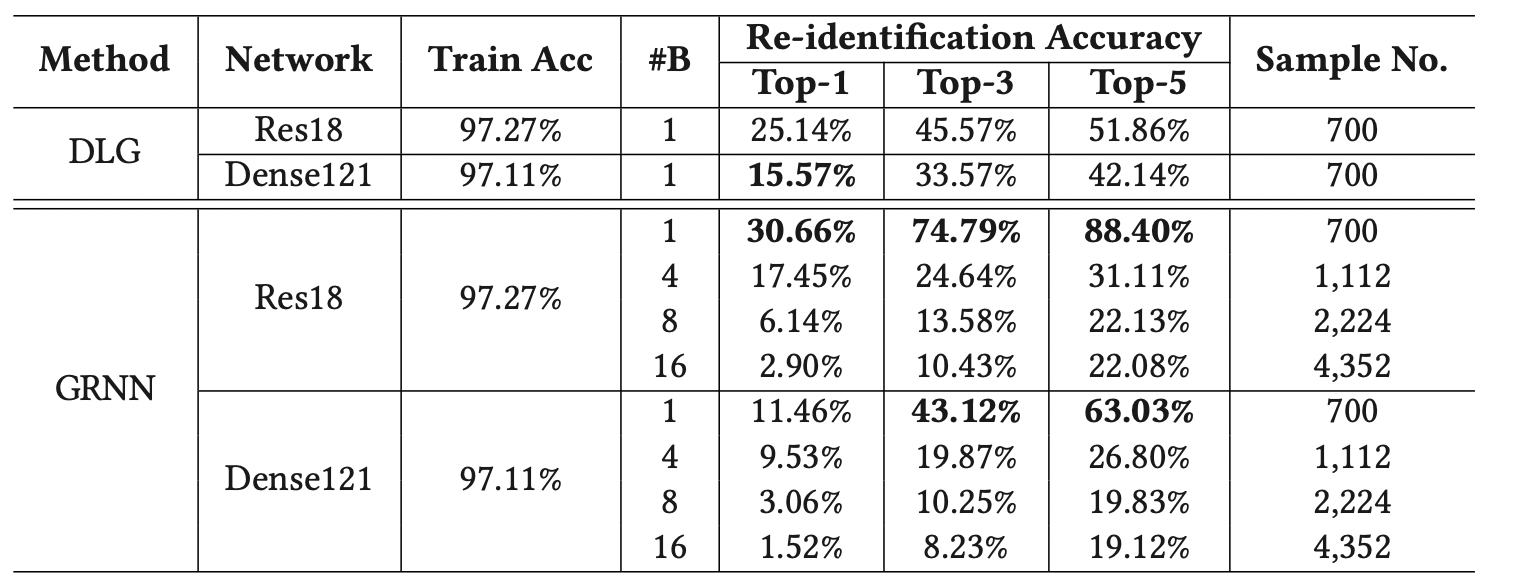 Method Network Train Acc #B Re-identification Accuracy Sample No.
Top-1 Top-3 Top-5
DLG Res18 97.27% 1 25.14% 45.57% 51.86% 700
Dense121 97.11% 1 15.57% 33.57% 42.14% 700
GRNN Res18 97.27% 1 30.66% 74.79% 88.40% 700
4 17.45% 24.64% 31.11% 1,112
8 6.14% 13.58% 22.13% 2,224
16 2.90% 10.43% 22.08% 4,352
Dense121 97.11% 1 11.46% 43.12% 63.03% 700
4 9.53% 19.87% 26.80% 1,112
8 3.06% 10.25% 19.83% 2,224
16 1.52% 8.23% 19.12% 4,352